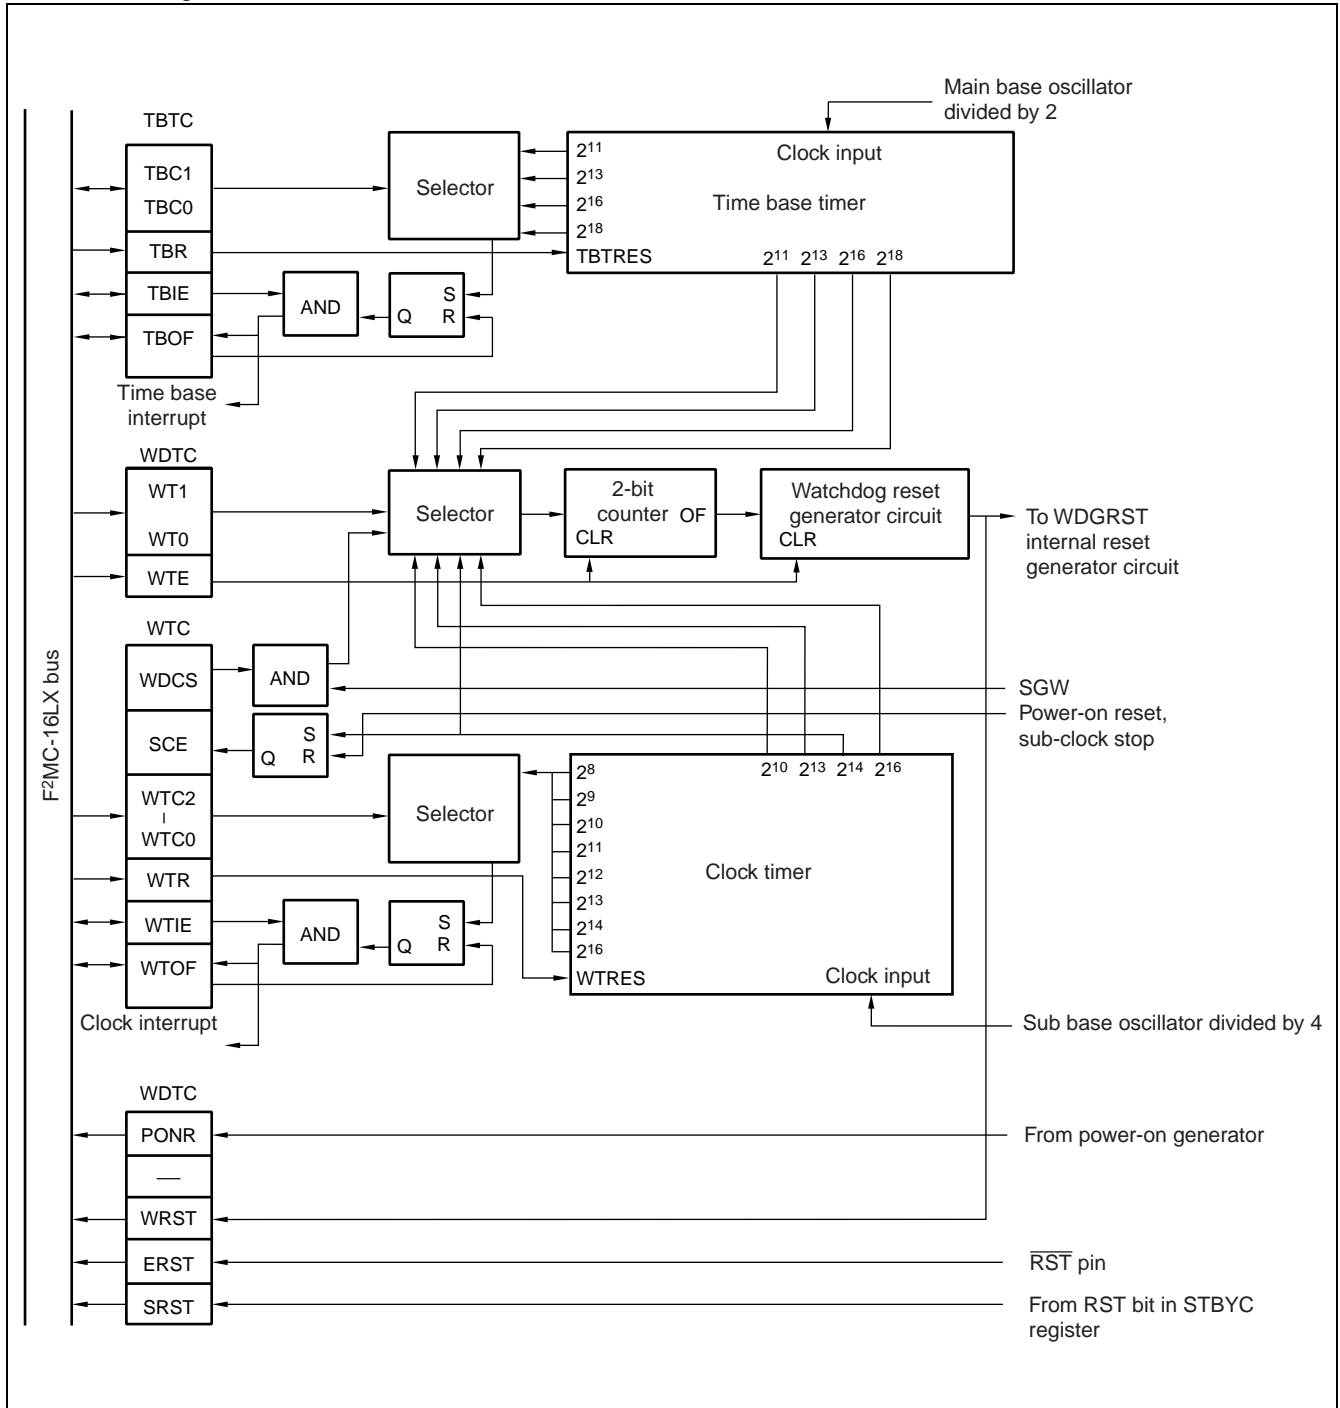 Main base oscillator
divided by 2
TBTC
TBC1
TBC0
TBR
TBIE
TBOF
Selector
2¹¹
2¹³
2¹⁶
2¹⁸
TBTRES
Clock input
Time base timer
2¹¹ 2¹³ 2¹⁶ 2¹⁸
AND
S
Q R
Time base
interrupt
WDTC
WT1
WT0
WTE
Selector
2-bit
counter OF
CLR
Watchdog reset
generator circuit
CLR
To WDGRST
internal reset
generator circuit
F²MC-16LX bus
WTC
WDCS
SCE
WTC2
|
WTC0
WTR
WTIE
WTOF
AND
S
Q R
SGW
Power-on reset,
sub-clock stop
Selector
2¹⁰ 2¹³ 2¹⁴ 2¹⁶
2⁸
2⁹
2¹⁰
2¹¹
2¹²
2¹³
2¹⁴
2¹⁶
WTRES
Clock timer
Clock input
AND
S
Q R
Clock interrupt
Sub base oscillator divided by 4
WDTC
PONR
—
WRST
ERST
SRST
From power-on generator
R̅S̅T̅ pin
From RST bit in STBYC
register